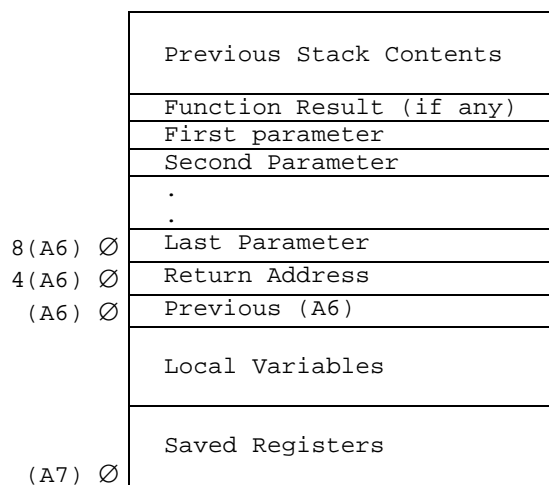 Previous Stack Contents
Function Result (if any)
First parameter
Second Parameter
.
.
8(A6) ∅ Last Parameter
4(A6) ∅ Return Address
(A6) ∅ Previous (A6)
Local Variables
Saved Registers
(A7) ∅